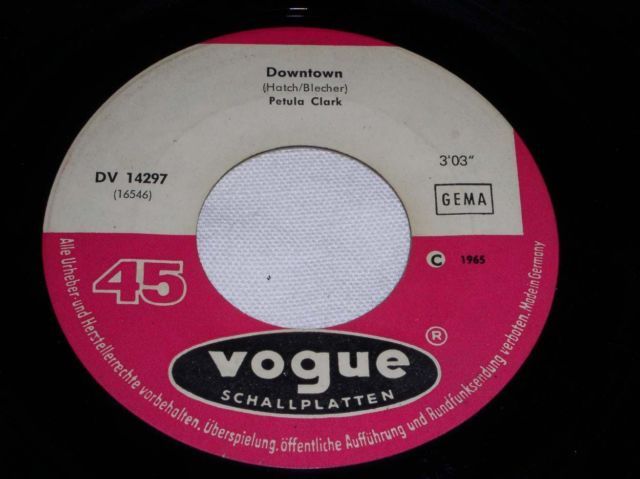 Downtown
(Hatch/Blecher)
Petula Clark
DV 14297
(16546)
3'03"
GEMA
45
C 1965
vogue ®
SCHALLPLATTEN
Alle Urheber- und Herstellerrechte vorbehalten. Überspielung, öffentliche Aufführung und Rundfunksendung verboten. Made in Germany